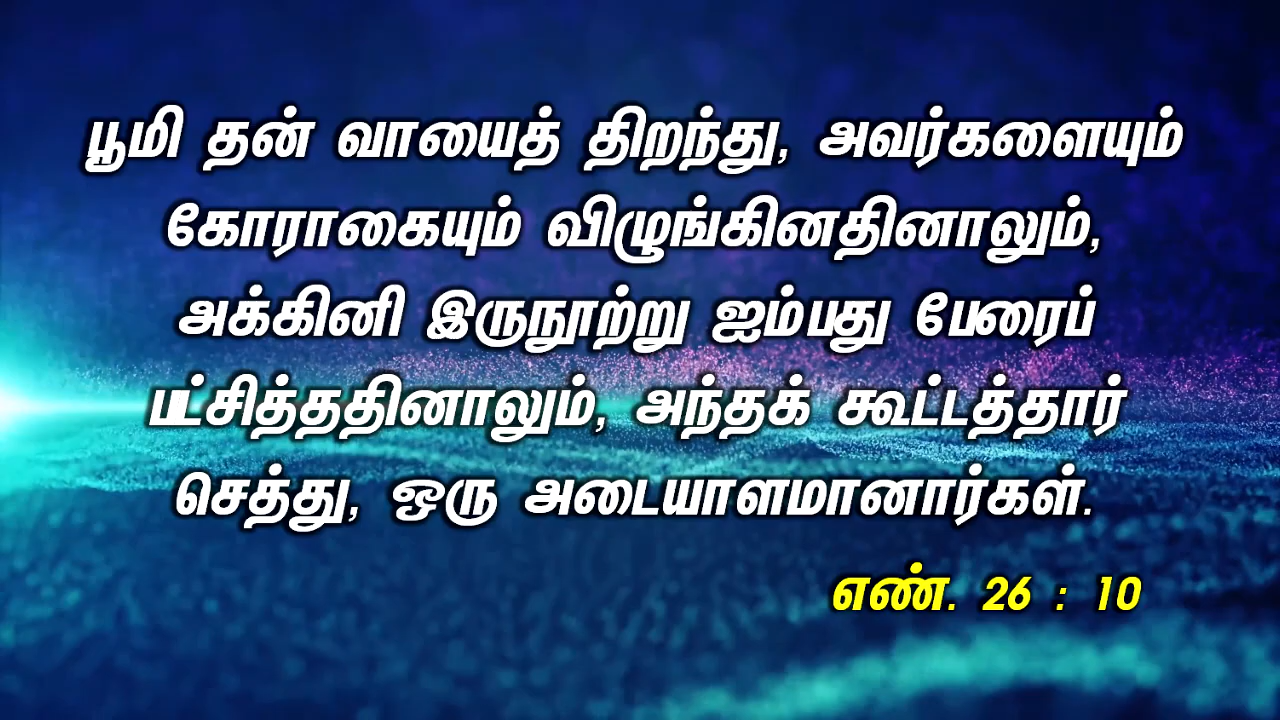 பூமி தன் வாயைத் திறந்து, அவர்களையும்
கோராகையும் விழுங்கினதினாலும்,
அக்கினி இருநூற்று ஐம்பது பேரைப்
பட்சித்ததினாலும், அந்தக் கூட்டத்தார்
செத்து, ஒரு அடையாளமானார்கள்.
எண். 26 : 10